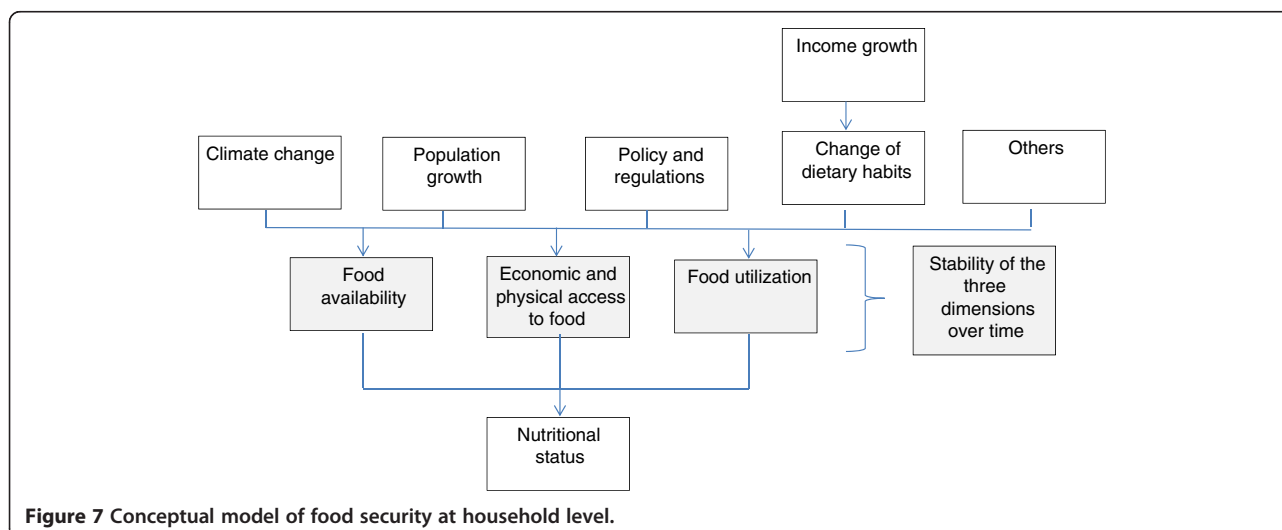 Income growth
Climate change
Population
growth
Policy and
regulations
Change of
dietary habits
Others
Food
availability
Economic and
physical access
to food
Food utilization
Stability of the
three
dimensions
over time
Nutritional
status
Figure 7 Conceptual model of food security at household level.